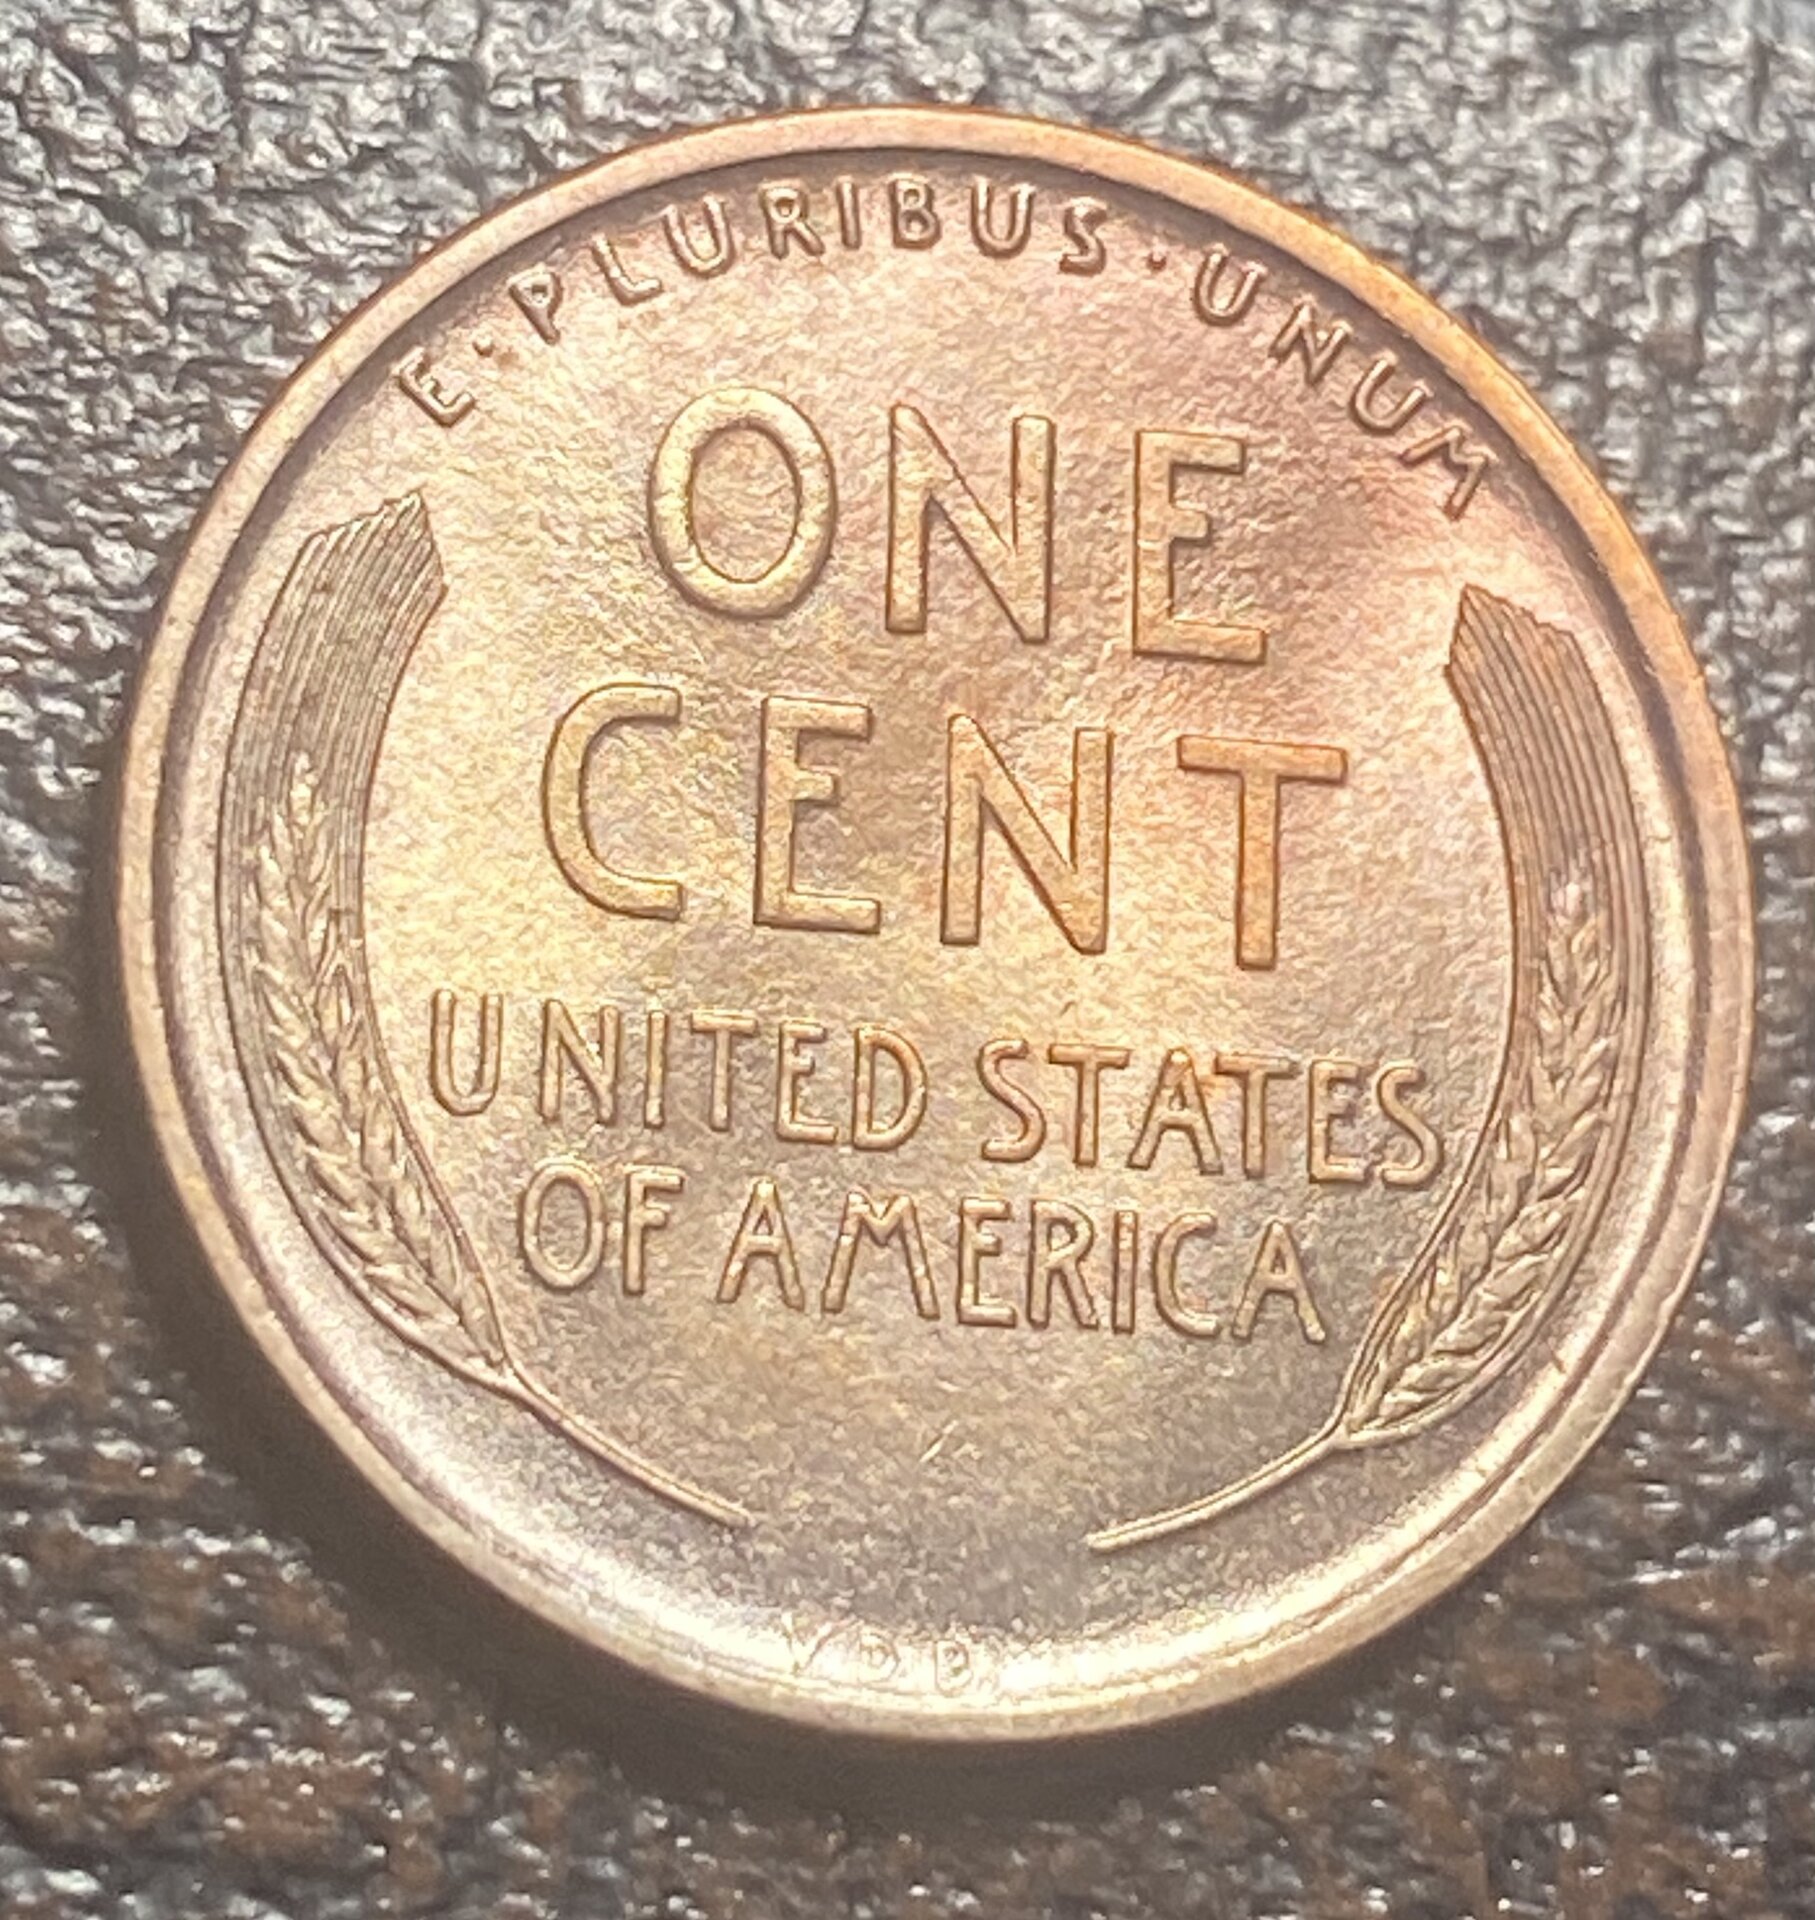 E·PLURIBUS·UNUM
ONE
CENT
UNITED STATES
OF AMERICA
V.D.B.